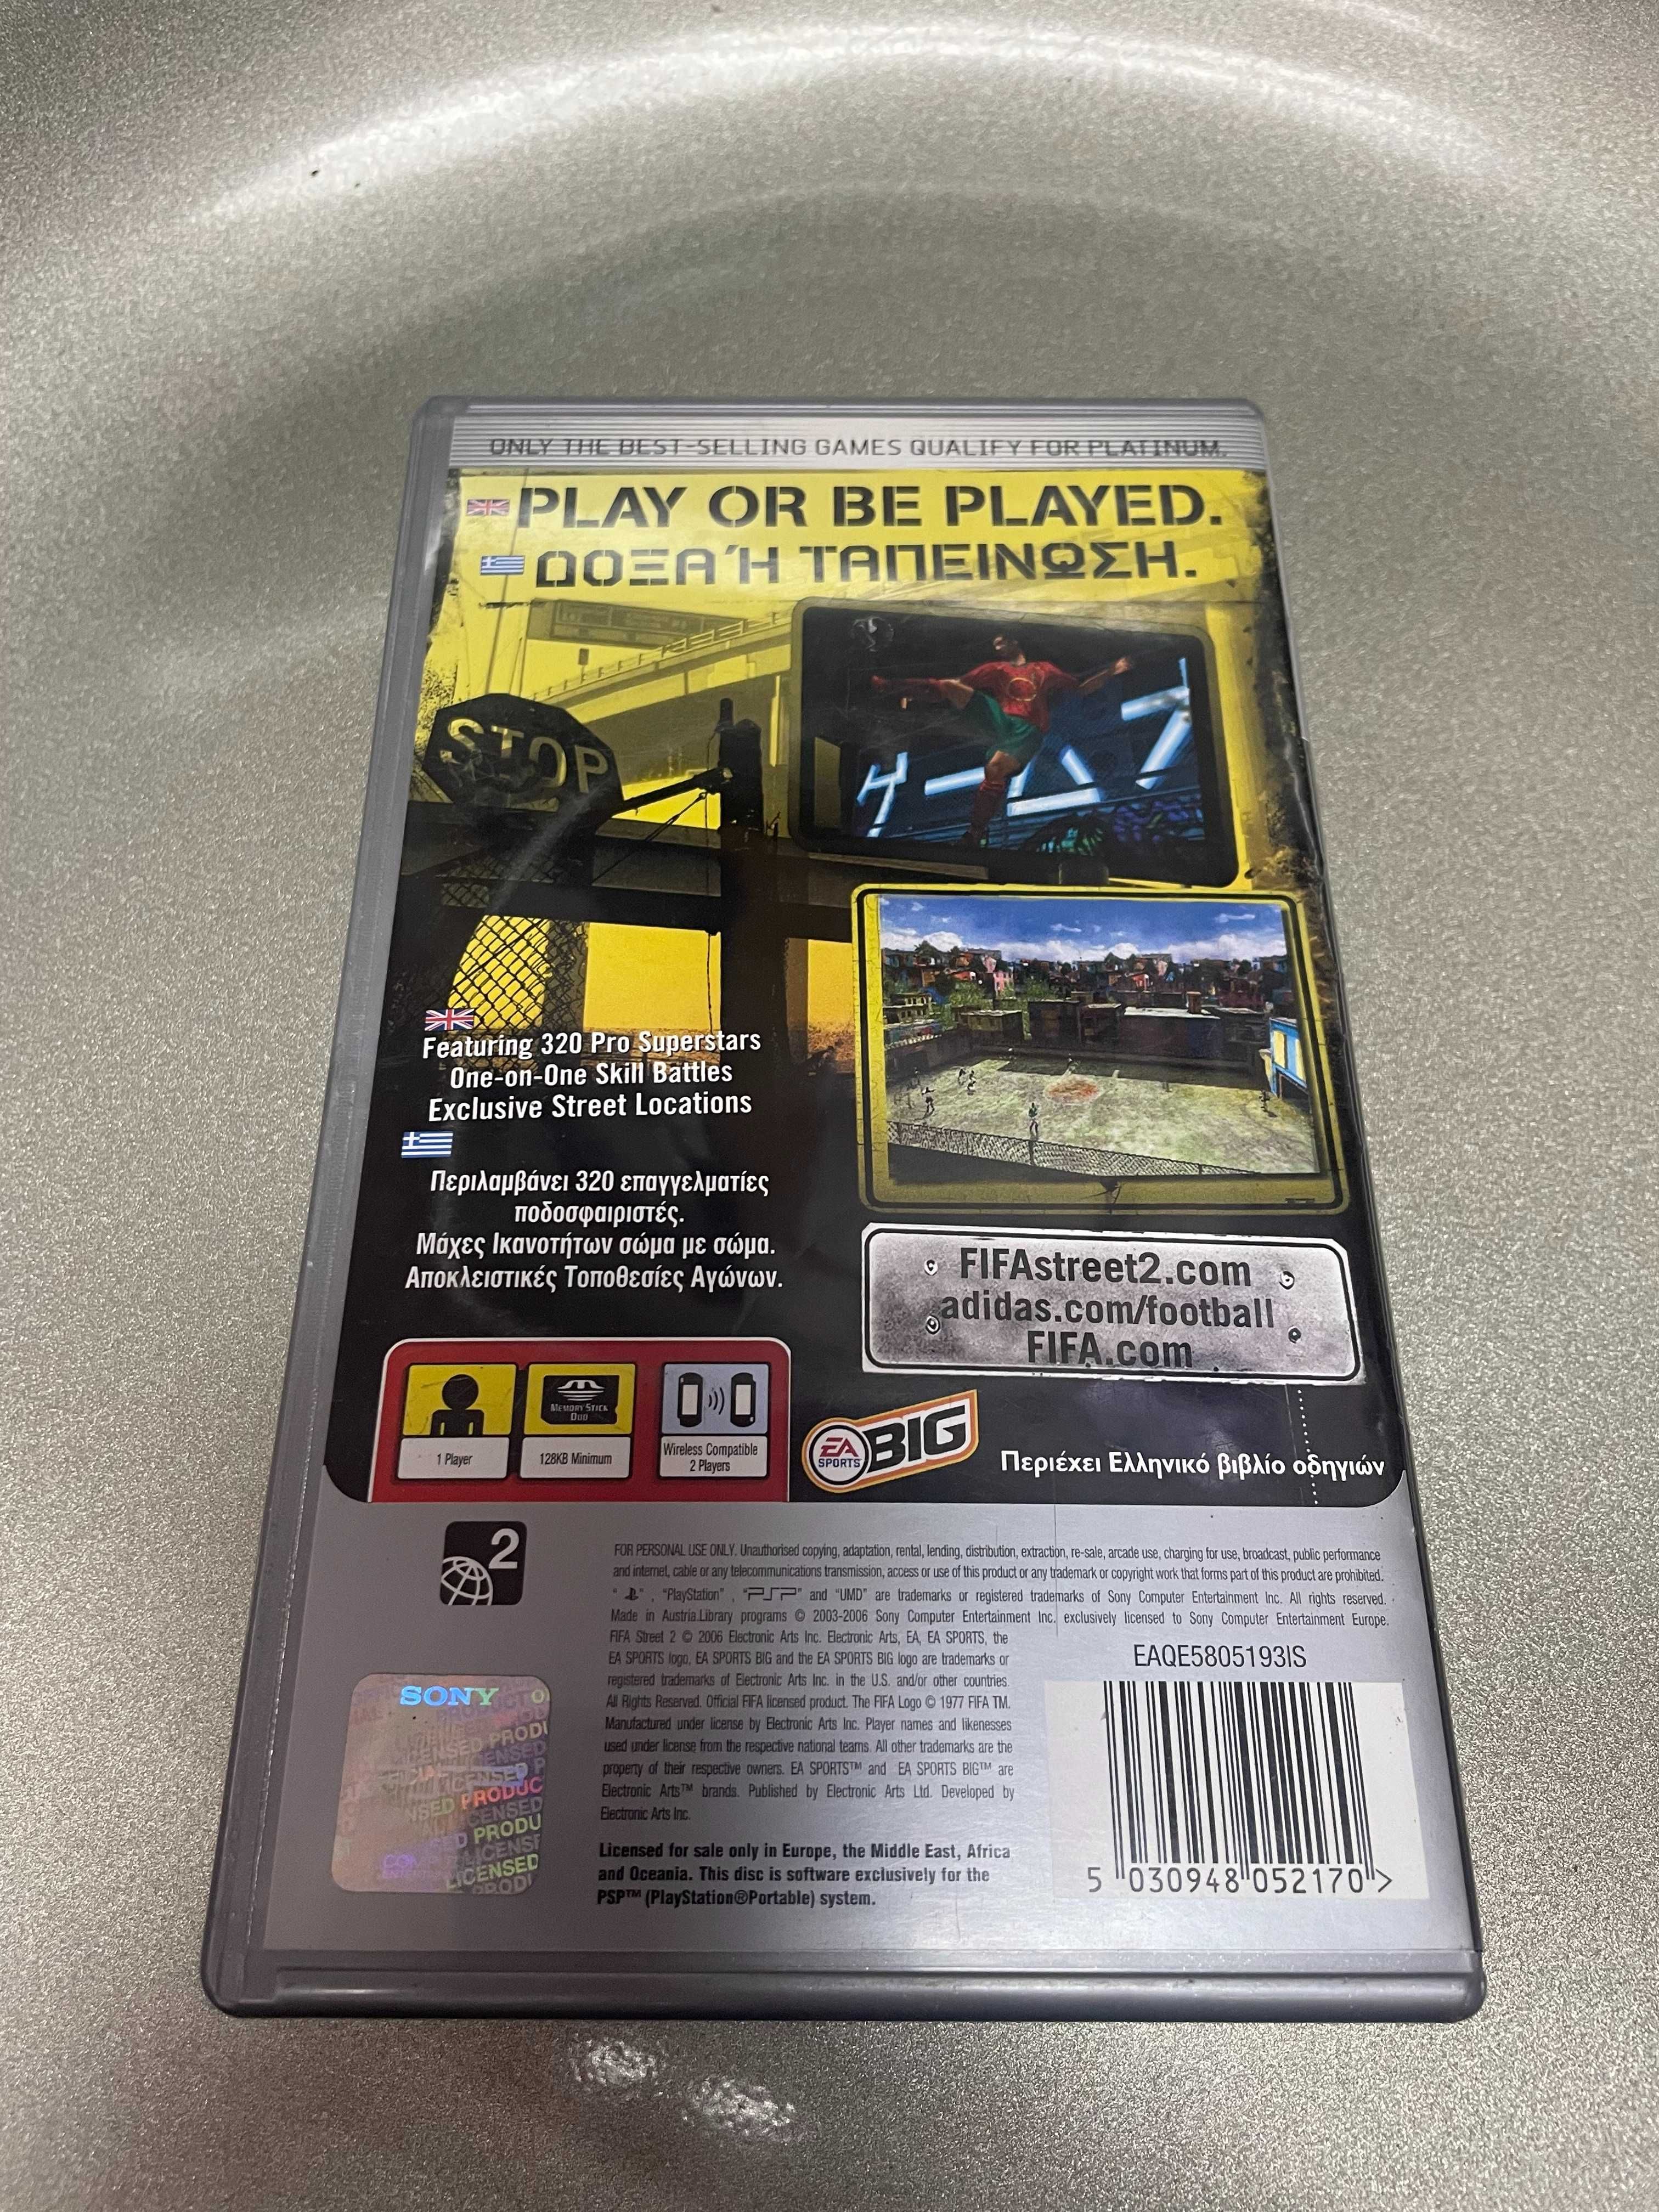 ONLY THE BEST-SELLING GAMES QUALIFY FOR PLATINUM.
PLAY OR BE PLAYED.
ΔΟΞΑ Ή ΤΑΠΕΙΝΩΣΗ.
STOP
ゲーム
Featuring 320 Pro Superstars
One-on-One Skill Battles
Exclusive Street Locations
Περιλαμβάνει 320 επαγγελματίες
ποδοσφαιριστές.
Μάχες Ικανοτήτων σώμα με σώμα.
Αποκλειστικές Τοποθεσίες Αγώνων.
FIFAstreet2.com
adidas.com/football
FIFA.com
MEMORY STICK
DUO
1 Player
128KB Minimum
Wireless Compatible
2 Players
EA
SPORTS
BIG
Περιέχει Ελληνικό βιβλίο οδηγιών
2
FOR PERSONAL USE ONLY. Unauthorised copying, adaptation, rental, lending, distribution, extraction, re-sale, arcade use, charging for use, broadcast, public performance
and internet, cable or any telecommunications transmission, access or use of this product or any trademark or copyright work that forms part of this product are prohibited.
" ", "PlayStation", "PSP" and "UMD" are trademarks or registered trademarks of Sony Computer Entertainment Inc. All rights reserved.
Made in Austria.Library programs © 2003-2006 Sony Computer Entertainment Inc. exclusively licensed to Sony Computer Entertainment Europe.
FIFA Street 2 © 2006 Electronic Arts Inc. Electronic Arts, EA, EA SPORTS, the
EA SPORTS logo, EA SPORTS BIG and the EA SPORTS BIG logo are trademarks or
registered trademarks of Electronic Arts Inc. in the U.S. and/or other countries.
All Rights Reserved. Official FIFA licensed product. The FIFA Logo © 1977 FIFA TM.
Manufactured under license by Electronic Arts Inc. Player names and likenesses
used under license from the respective national teams. All other trademarks are the
property of their respective owners. EA SPORTS™ and EA SPORTS BIG™ are
Electronic Arts™ brands. Published by Electronic Arts Ltd. Developed by
Electronic Arts Inc.
Licensed for sale only in Europe, the Middle East, Africa
and Oceania. This disc is software exclusively for the
PSP™ (PlayStation®Portable) system.
EAQE5805193IS
5 030948 052170 >
SONY
LICENSED PRODUC
LICENSED